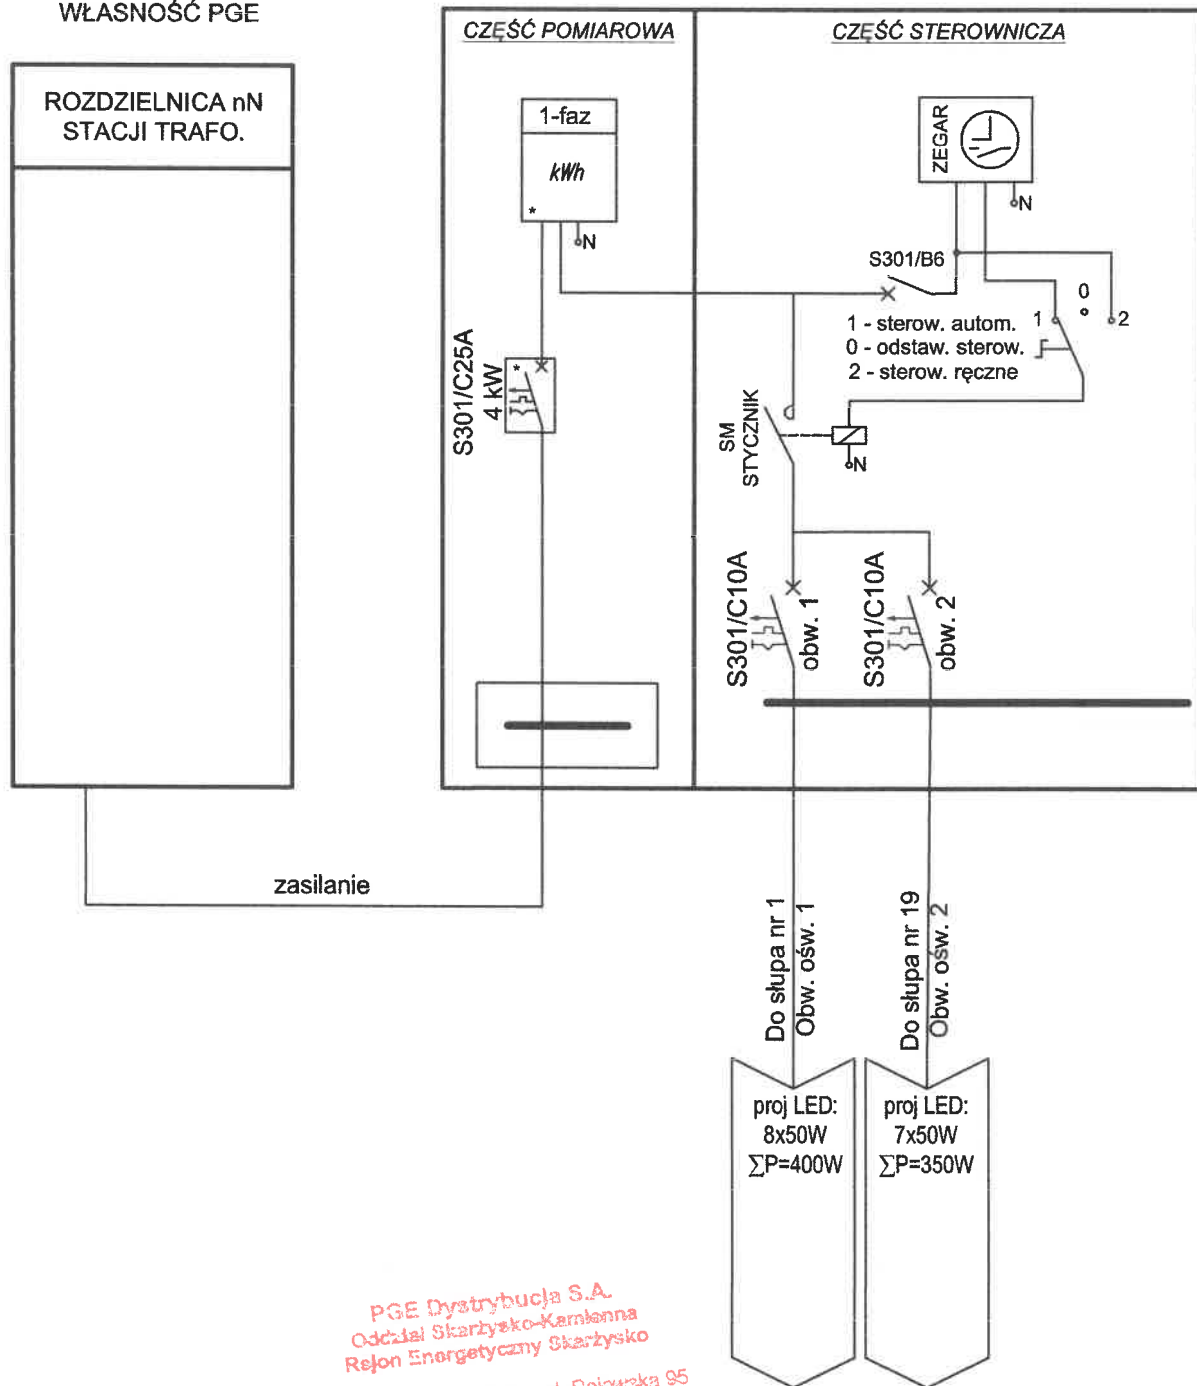 WŁASNOŚĆ PGE
ROZDZIELNICA nN
STACJI TRAFO.
zasilanie
CZĘŚĆ POMIAROWA
1-faz
kWh
*
N
S301/C25A
4 kW
*
CZĘŚĆ STEROWNICZA
ZEGAR
N
S301/B6
1 - sterow. autom.
0 - odstaw. sterow.
2 - sterow. ręczne
1
0
2
SM
STYCZNIK
N
S301/C10A
obw. 1
S301/C10A
obw. 2
Do słupa nr 1
Obw. ośw. 1
Do słupa nr 19
Obw. ośw. 2
proj LED:
8x50W
∑P=400W
proj LED:
7x50W
∑P=350W
PGE Dystrybucja S.A.
Oddział Skarżysko-Kamienna
Rejon Energetyczny Skarżysko
95